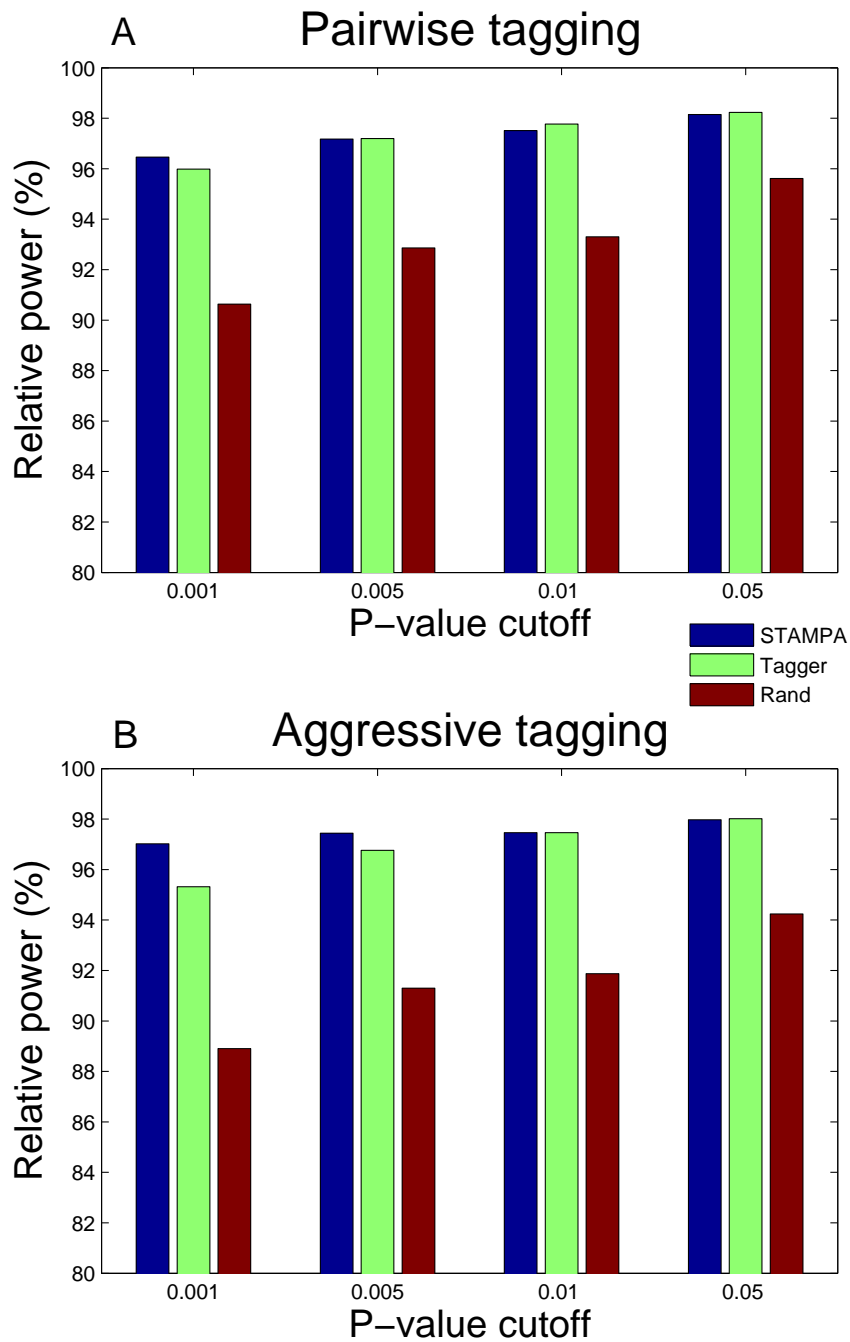 A Pairwise tagging
Relative power (%)
100
98
96
94
92
90
88
86
84
82
80
0.001 0.005 0.01 0.05
P−value cutoff
STAMPA
Tagger
Rand
B Aggressive tagging
Relative power (%)
100
98
96
94
92
90
88
86
84
82
80
0.001 0.005 0.01 0.05
P−value cutoff